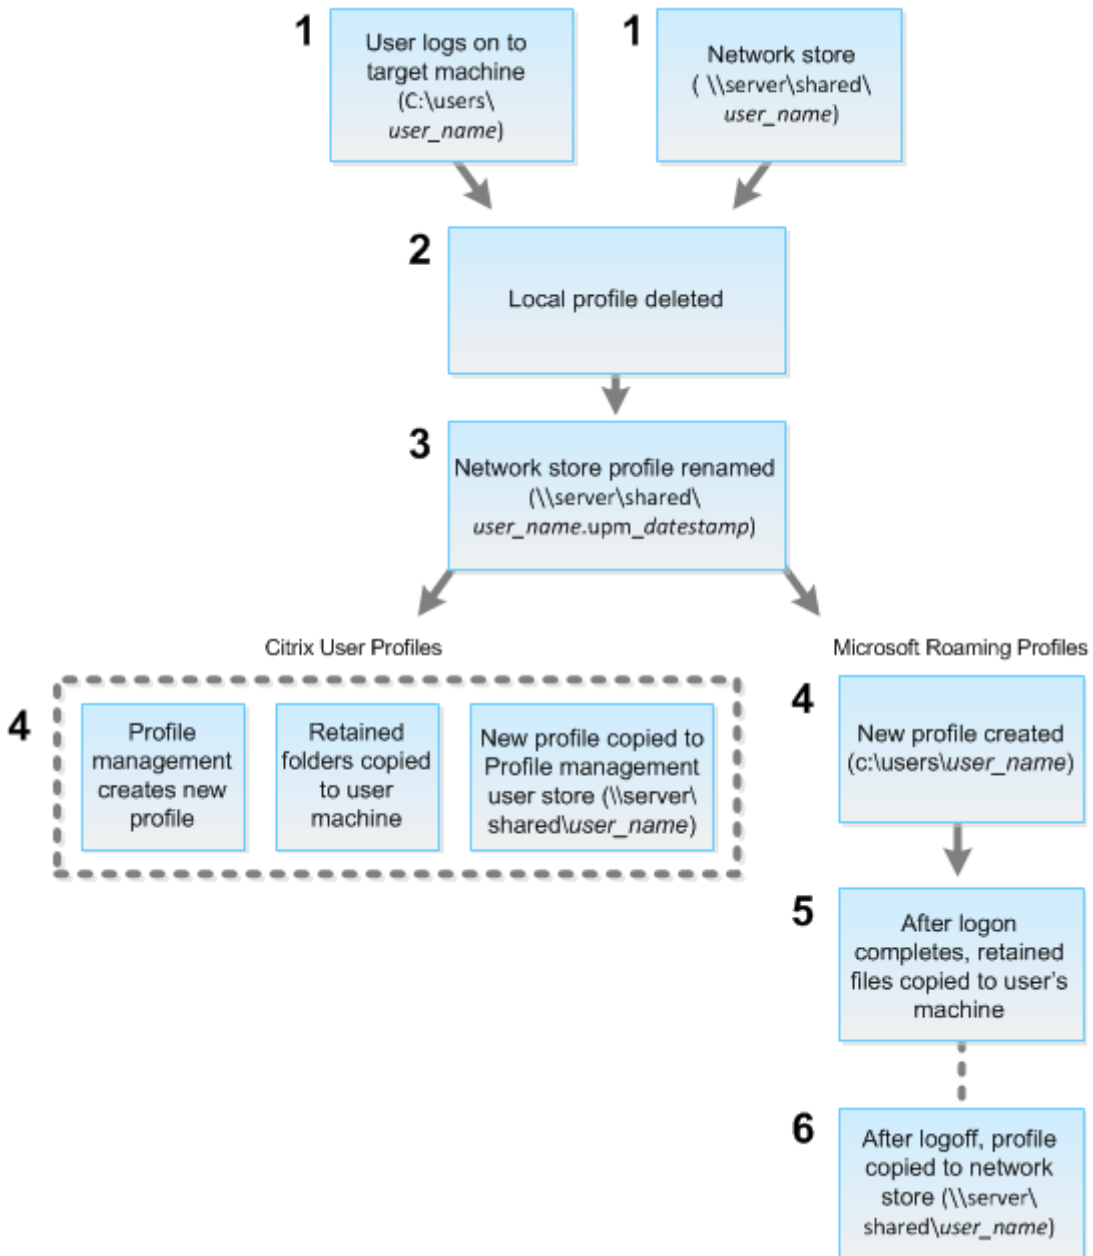 1
User logs on to
target machine
(C:\users\
user_name)
1
Network store
( \\server\shared\
user_name)
2
Local profile deleted
3
Network store profile renamed
(\\server\shared\
user_name.upm_datestamp)
Citrix User Profiles
4
Profile
management
creates new
profile
Retained
folders copied
to user
machine
New profile copied to
Profile management
user store (\\server\
shared\user_name)
Microsoft Roaming Profiles
4
New profile created
(c:\users\user_name)
5
After logon
completes, retained
files copied to user's
machine
6
After logoff, profile
copied to network
store (\\server\
shared\user_name)